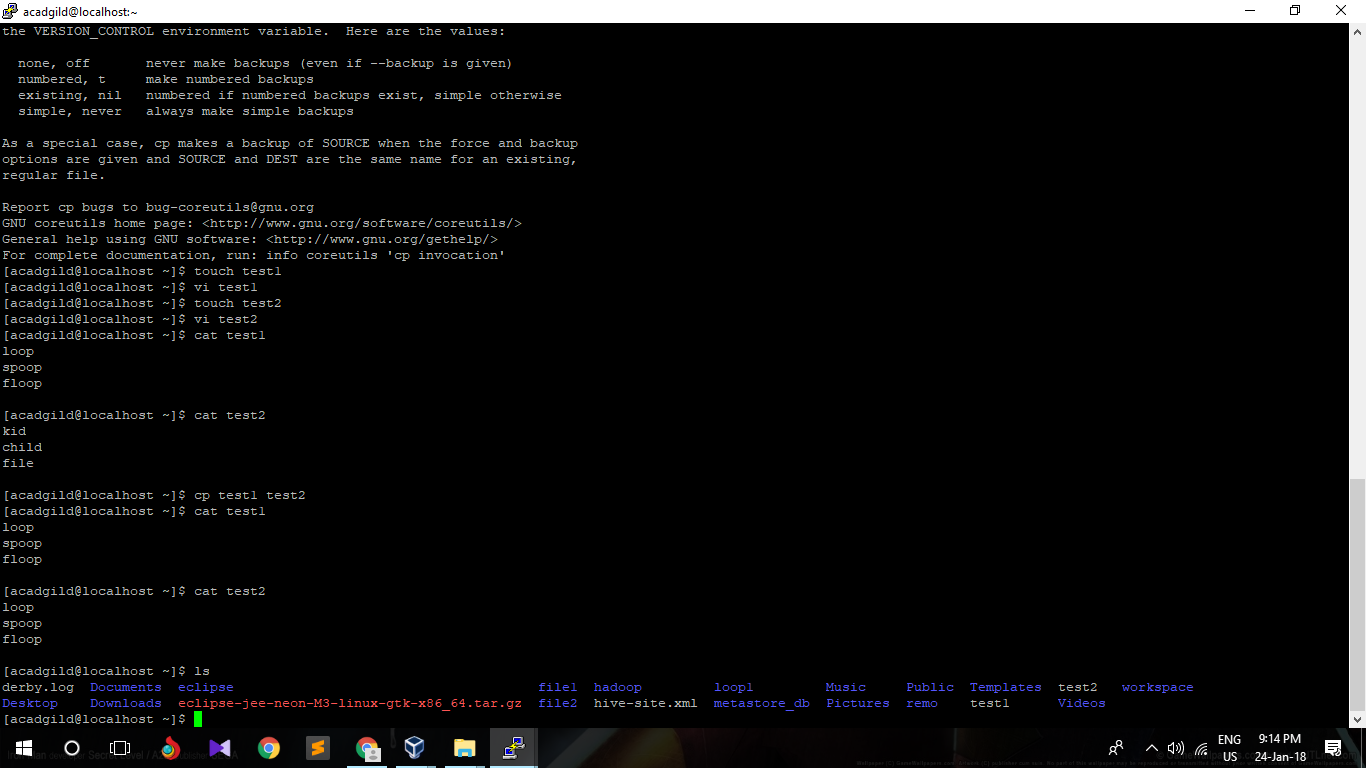 acadgild@localhost:~
the VERSION_CONTROL environment variable.  Here are the values:
  none, off       never make backups (even if --backup is given)
  numbered, t     make numbered backups
  existing, nil   numbered if numbered backups exist, simple otherwise
  simple, never   always make simple backups
As a special case, cp makes a backup of SOURCE when the force and backup
options are given and SOURCE and DEST are the same name for an existing,
regular file.
Report cp bugs to bug-coreutils@gnu.org
GNU coreutils home page: <http://www.gnu.org/software/coreutils/>
General help using GNU software: <http://www.gnu.org/gethelp/>
For complete documentation, run: info coreutils 'cp invocation'
[acadgild@localhost ~]$ touch test1
[acadgild@localhost ~]$ vi test1
[acadgild@localhost ~]$ touch test2
[acadgild@localhost ~]$ vi test2
[acadgild@localhost ~]$ cat test1
loop
spoop
floop
[acadgild@localhost ~]$ cat test2
kid
child
file
[acadgild@localhost ~]$ cp test1 test2
[acadgild@localhost ~]$ cat test1
loop
spoop
floop
[acadgild@localhost ~]$ cat test2
loop
spoop
floop
[acadgild@localhost ~]$ ls
derby.log  Documents  eclipse                                      file1  hadoop         loop1         Music     Public  Templates  test2   workspace
Desktop    Downloads  eclipse-jee-neon-M3-linux-gtk-x86_64.tar.gz  file2  hive-site.xml  metastore_db  Pictures  remo    test1      Videos
[acadgild@localhost ~]$
ENG 9:14 PM
US 24-Jan-18